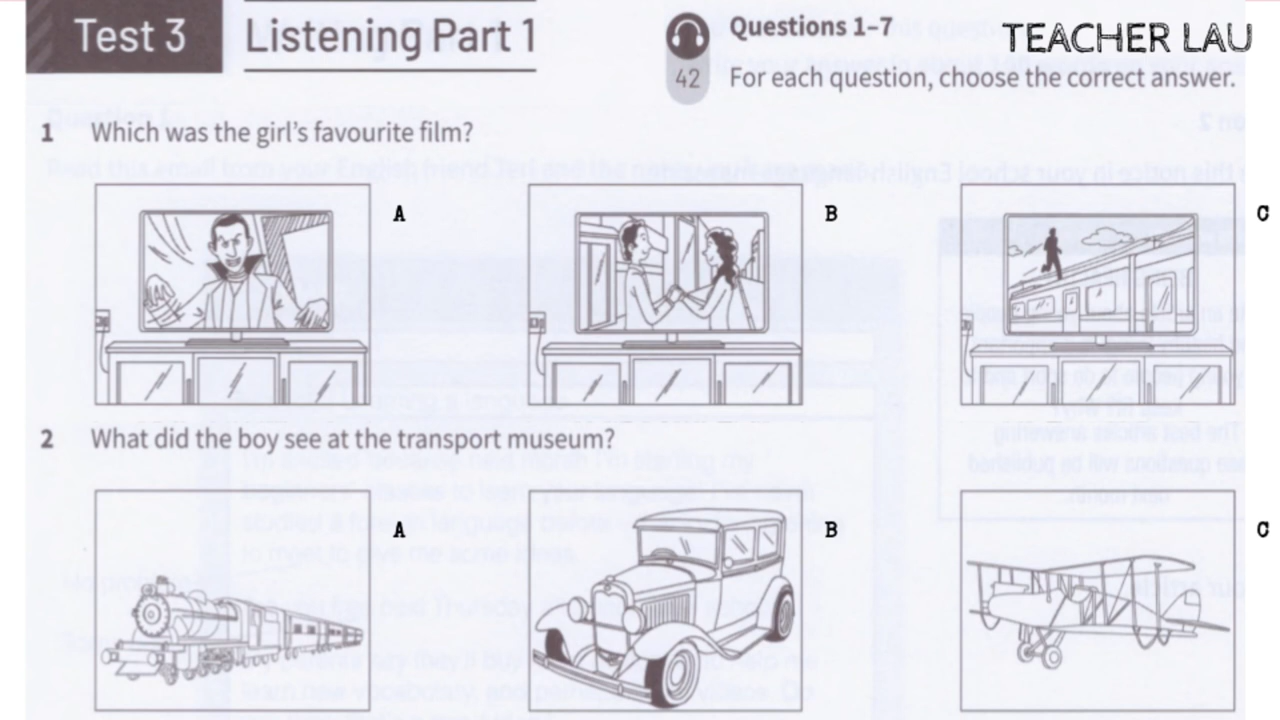 Test 3 Listening Part 1
Questions 1–7
TEACHER LAU
42 For each question, choose the correct answer.
1 Which was the girl's favourite film?
A B C
2 What did the boy see at the transport museum?
A B C